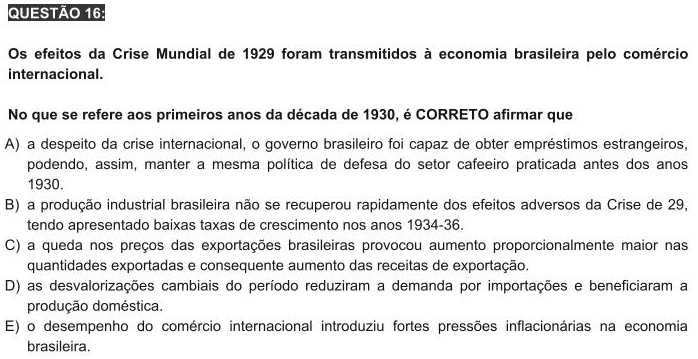 QUESTÃO 16:
Os efeitos da Crise Mundial de 1929 foram transmitidos à economia brasileira pelo comércio
internacional.
No que se refere aos primeiros anos da década de 1930, é CORRETO afirmar que
A) a despeito da crise internacional, o governo brasileiro foi capaz de obter empréstimos estrangeiros,
podendo, assim, manter a mesma política de defesa do setor cafeeiro praticada antes dos anos
1930.
B) a produção industrial brasileira não se recuperou rapidamente dos efeitos adversos da Crise de 29,
tendo apresentado baixas taxas de crescimento nos anos 1934-36.
C) a queda nos preços das exportações brasileiras provocou aumento proporcionalmente maior nas
quantidades exportadas e consequente aumento das receitas de exportação.
D) as desvalorizações cambiais do período reduziram a demanda por importações e beneficiaram a
produção doméstica.
E) o desempenho do comércio internacional introduziu fortes pressões inflacionárias na economia
brasileira.